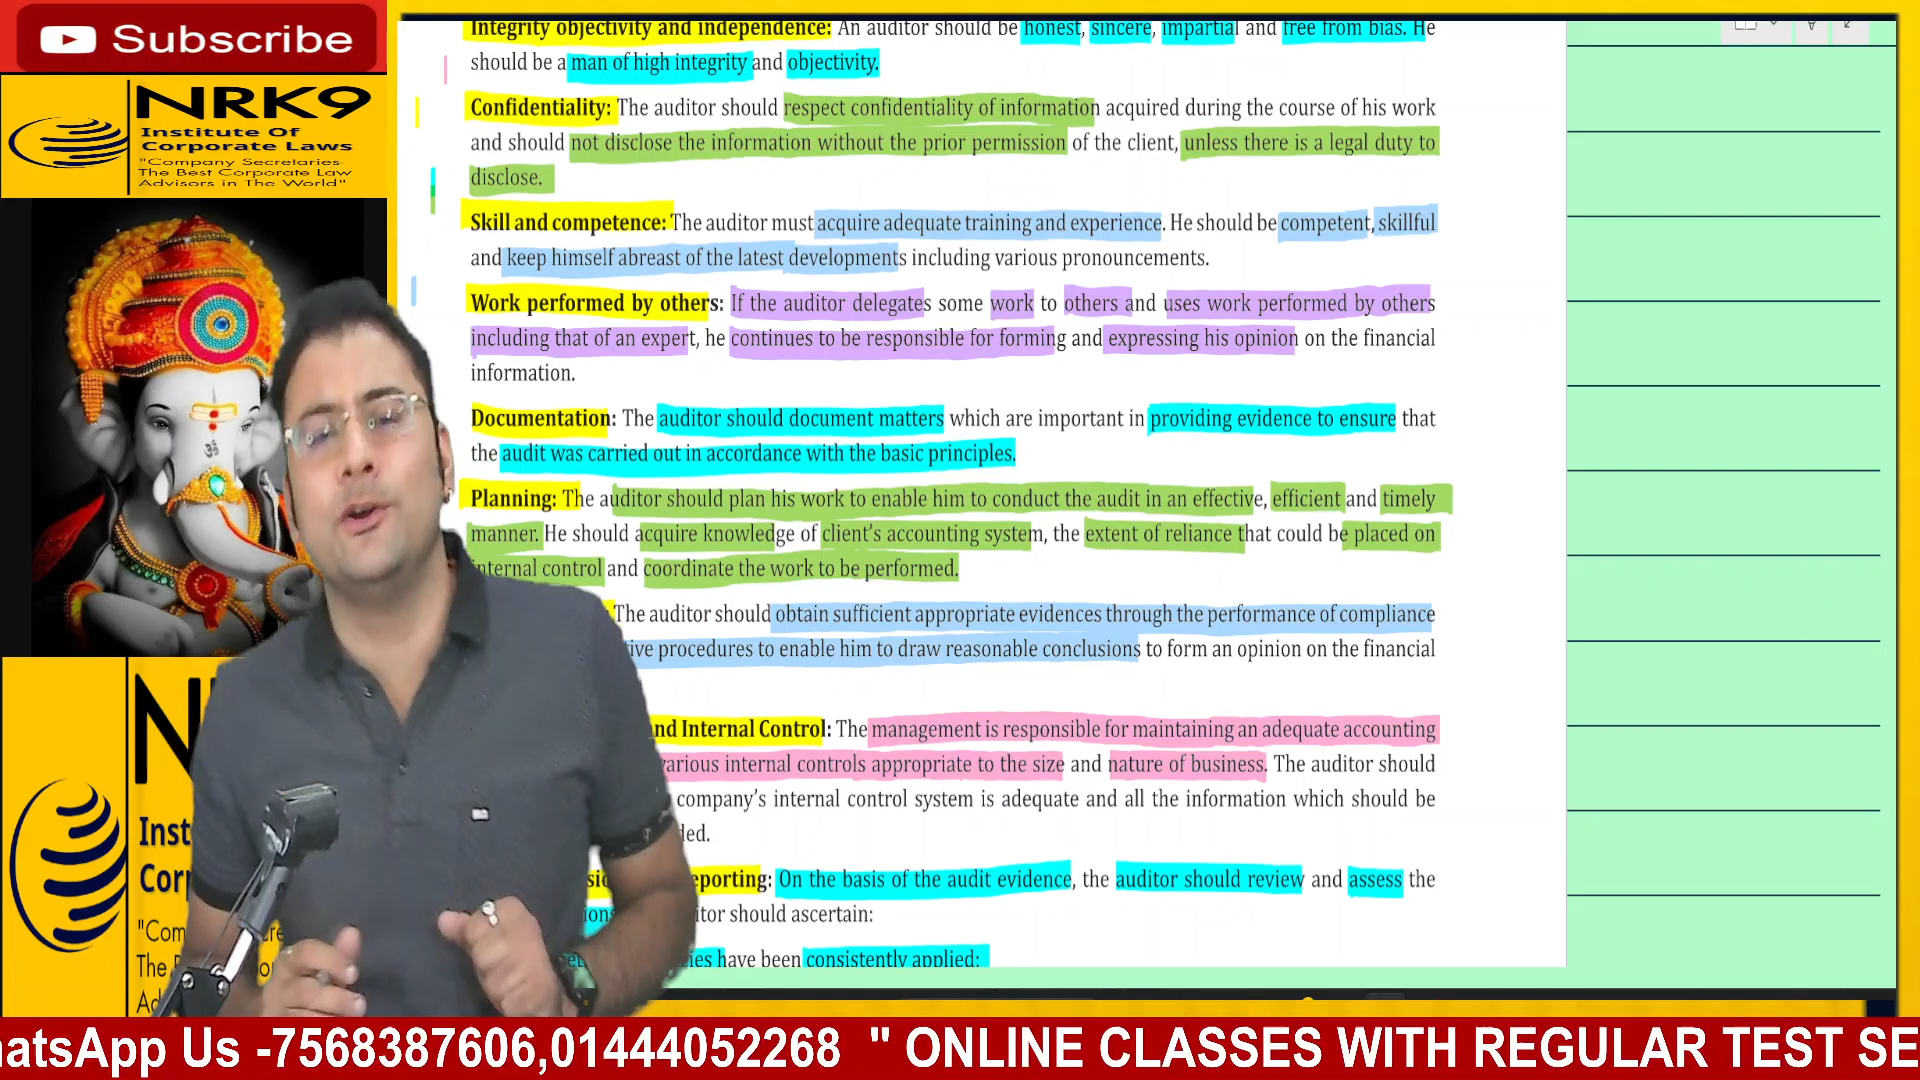 Subscribe
NRK9
Institute Of
Corporate Laws
"Company Secretaries-
The Best Corporate Law
Advisors in The World"
Integrity objectivity and independence: An auditor should be honest, sincere, impartial and free from bias. He
should be a man of high integrity and objectivity.
Confidentiality: The auditor should respect confidentiality of information acquired during the course of his work
and should not disclose the information without the prior permission of the client, unless there is a legal duty to
disclose.
Skill and competence: The auditor must acquire adequate training and experience. He should be competent, skillful
and keep himself abreast of the latest developments including various pronouncements.
Work performed by others: If the auditor delegates some work to others and uses work performed by others
including that of an expert, he continues to be responsible for forming and expressing his opinion on the financial
information.
Documentation: The auditor should document matters which are important in providing evidence to ensure that
the audit was carried out in accordance with the basic principles.
Planning: The auditor should plan his work to enable him to conduct the audit in an effective, efficient and timely
manner. He should acquire knowledge of client's accounting system, the extent of reliance that could be placed on
internal control and coordinate the work to be performed.
The auditor should obtain sufficient appropriate evidences through the performance of compliance
procedures to enable him to draw reasonable conclusions to form an opinion on the financial
and Internal Control: The management is responsible for maintaining an adequate accounting
various internal controls appropriate to the size and nature of business. The auditor should
company's internal control system is adequate and all the information which should be
ded.
eporting: On the basis of the audit evidence, the auditor should review and assess the
ions itor should ascertain:
ies have been consistently applied;
N
Inst
Corp
"Com
The
Ad
hatsApp Us -7568387606,01444052268 " ONLINE CLASSES WITH REGULAR TEST SE